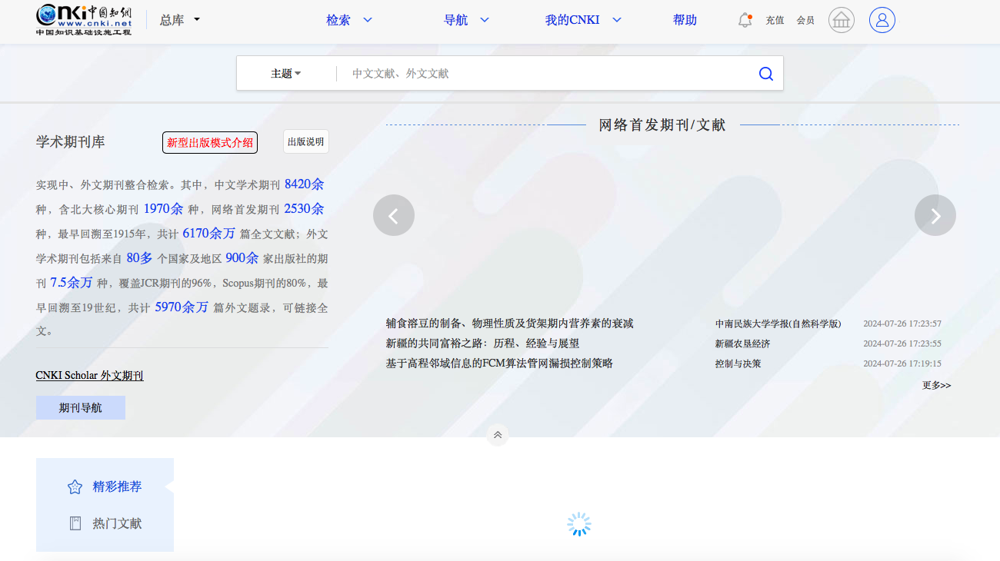 cnki中国知网
www.cnki.net
中国知识基础设施工程
总库
检索
导航
我的CNKI
帮助
充值
会员
主题
中文文献、外文文献
学术期刊库
新型出版模式介绍
出版说明
实现中、外文期刊整合检索。其中，中文学术期刊 8420余
种，含北大核心期刊 1970余 种，网络首发期刊 2530余
种，最早回溯至1915年，共计 6170余万 篇全文文献；外文
学术期刊包括来自 80多 个国家及地区 900余 家出版社的期
刊 7.5余万 种，覆盖JCR期刊的96%，Scopus期刊的80%，最
早回溯至19世纪，共计 5970余万 篇外文题录，可链接全
文。
CNKI Scholar 外文期刊
期刊导航
网络首发期刊/文献
辅食溶豆的制备、物理性质及货架期内营养素的衰减 中南民族大学学报(自然科学版) 2024-07-26 17:23:57
新疆的共同富裕之路：历程、经验与展望 新疆农垦经济 2024-07-26 17:23:55
基于高程邻域信息的FCM算法管网漏损控制策略 控制与决策 2024-07-26 17:19:15
更多>>
精彩推荐
热门文献